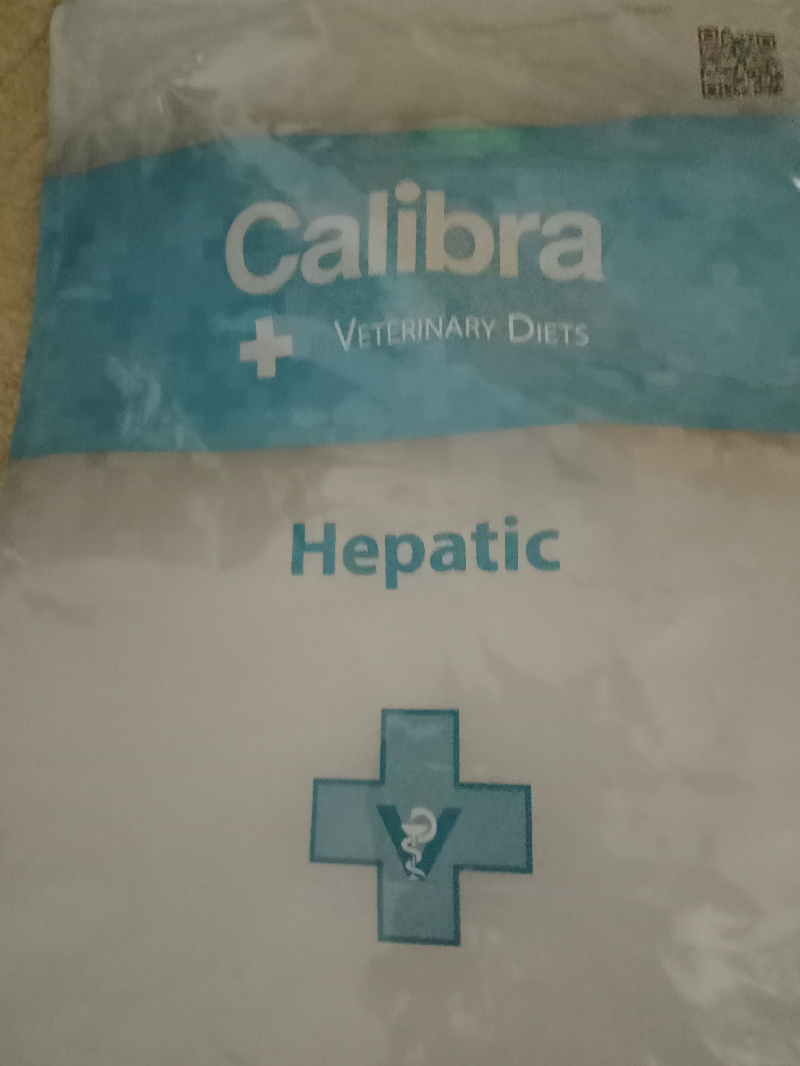 Calibra
VETERINARY DIETS
Hepatic
V